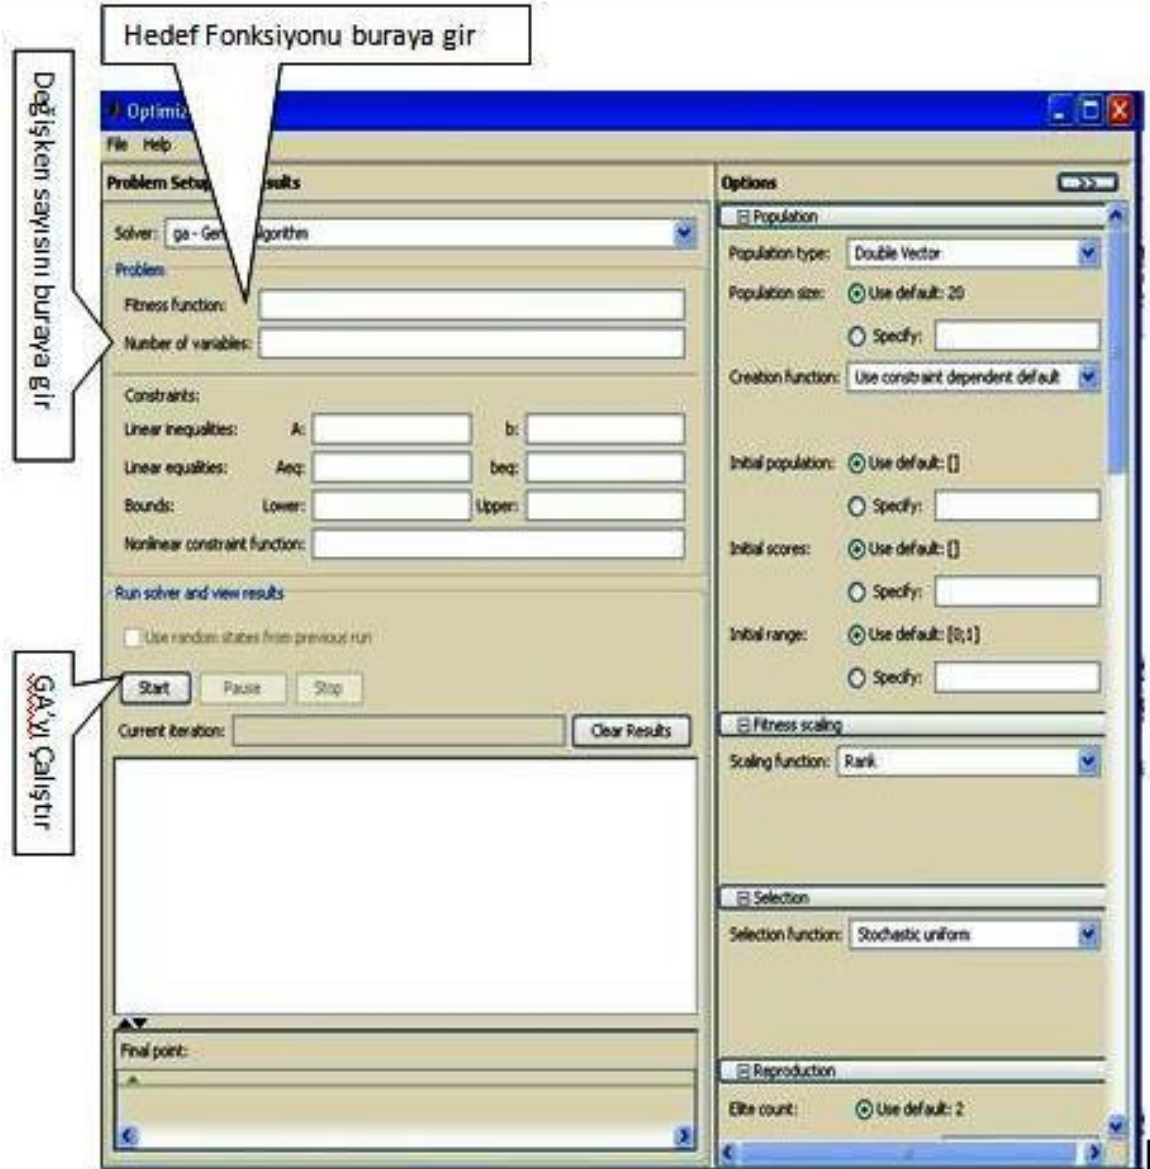 Hedef Fonksiyonu buraya gir
Değişken sayısını buraya gir
GA'yı Çalıştır
Optimiz
File Help
Problem Setup sults
Solver: ga - Gen lgorithm
Problem
Fitness function:
Number of variables:
Constraints:
Linear inequalities: A: b:
Linear equalities: Aeq: beq:
Bounds: Lower: Upper:
Nonlinear constraint function:
Run solver and view results
Use random states from previous run
Start Pause Stop
Current iteration: Clear Results
Final point:
Options >>
Population
Population type: Double Vector
Population size: Use default: 20
Specify:
Creation function: Use constraint dependent default
Initial population: Use default: []
Specify:
Initial scores: Use default: []
Specify:
Initial range: Use default: [0;1]
Specify:
Fitness scaling
Scaling function: Rank
Selection
Selection function: Stochastic uniform
Reproduction
Elite count: Use default: 2